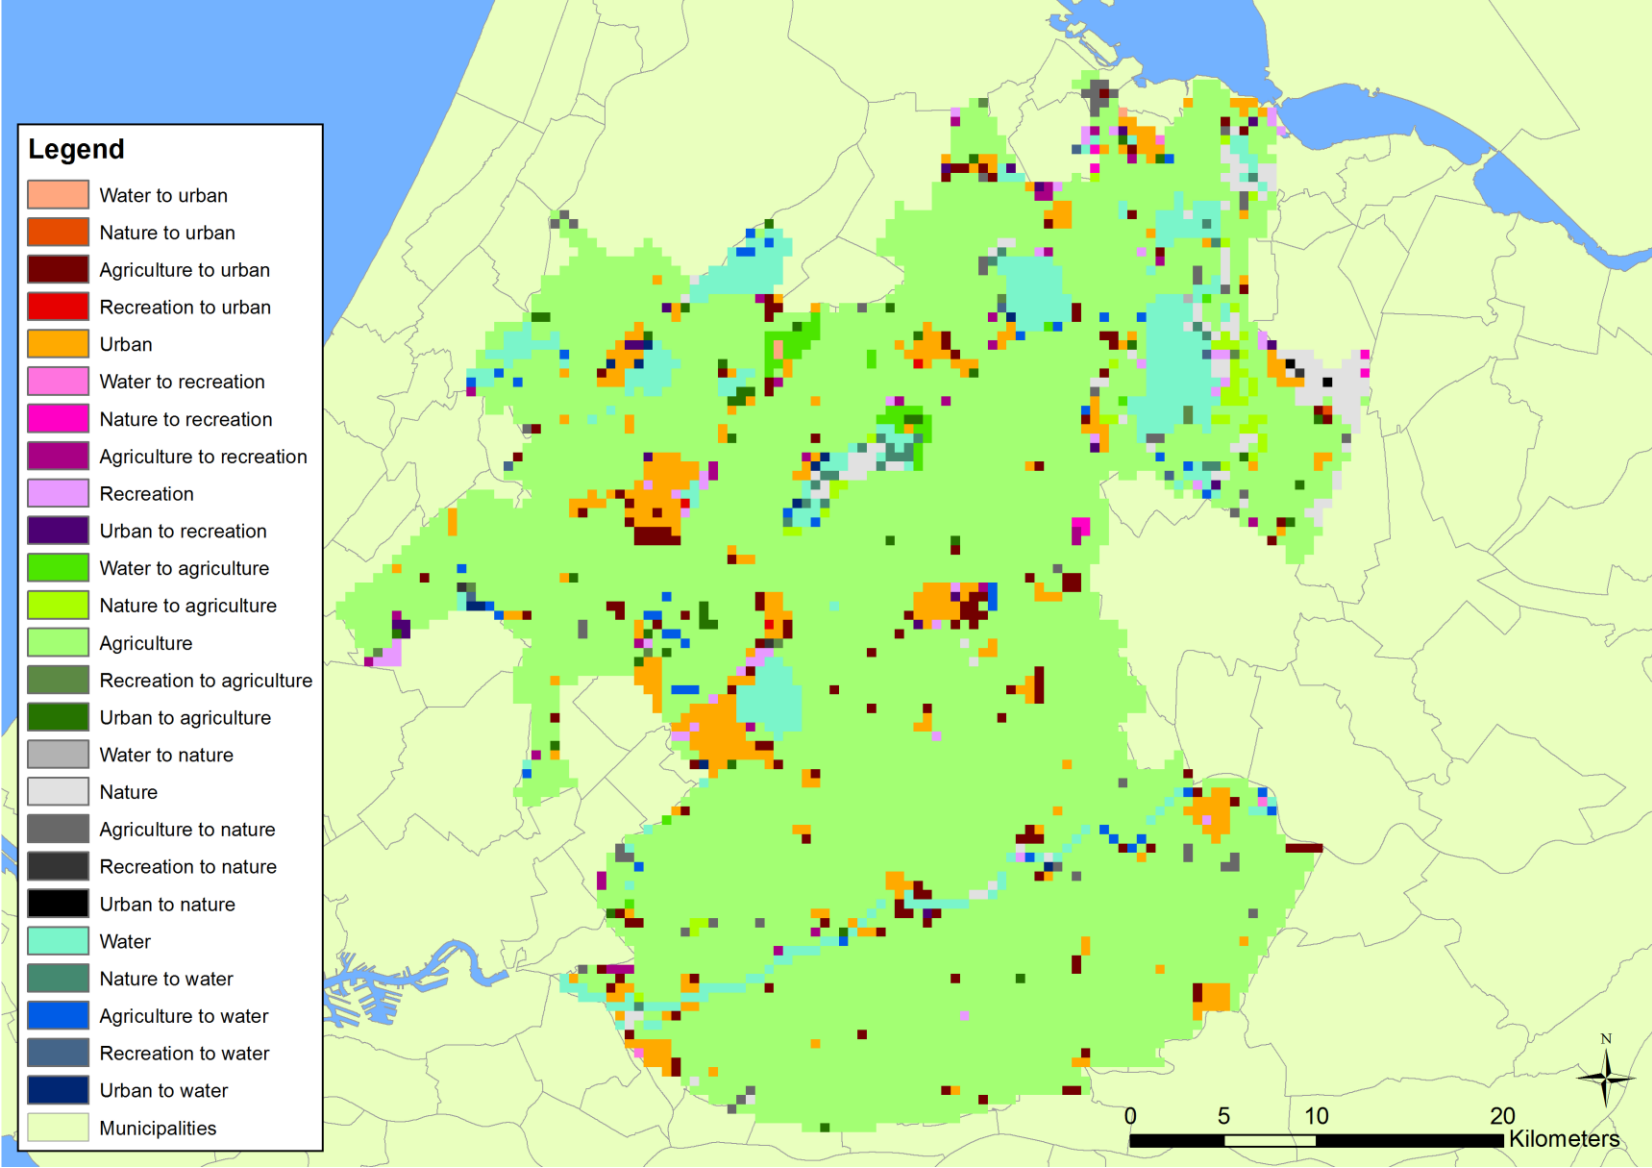 Legend
Water to urban
Nature to urban
Agriculture to urban
Recreation to urban
Urban
Water to recreation
Nature to recreation
Agriculture to recreation
Recreation
Urban to recreation
Water to agriculture
Nature to agriculture
Agriculture
Recreation to agriculture
Urban to agriculture
Water to nature
Nature
Agriculture to nature
Recreation to nature
Urban to nature
Water
Nature to water
Agriculture to water
Recreation to water
Urban to water
Municipalities
N
0 5 10 20
Kilometers